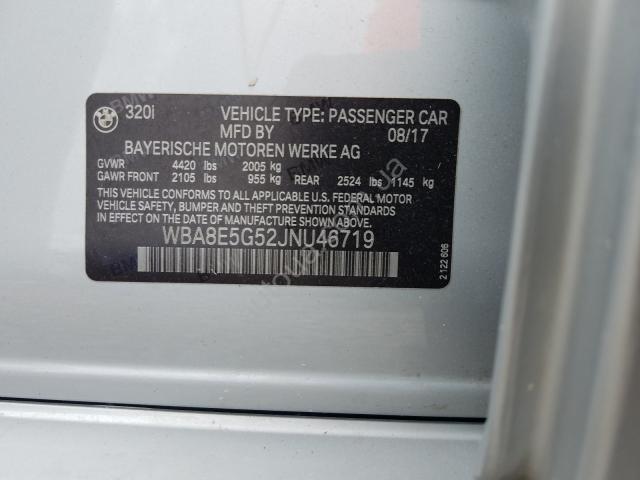 320i VEHICLE TYPE: PASSENGER CAR
MFD BY 08/17
BAYERISCHE MOTOREN WERKE AG
GVWR 4420 lbs 2005 kg
GAWR FRONT 2105 lbs 955 kg REAR 2524 lbs 1145 kg
THIS VEHICLE CONFORMS TO ALL APPLICABLE U.S. FEDERAL MOTOR
VEHICLE SAFETY, BUMPER AND THEFT PREVENTION STANDARDS
IN EFFECT ON THE DATE OF MANUFACTURE SHOWN ABOVE.
WBA8E5G52JNU46719
2 122 606